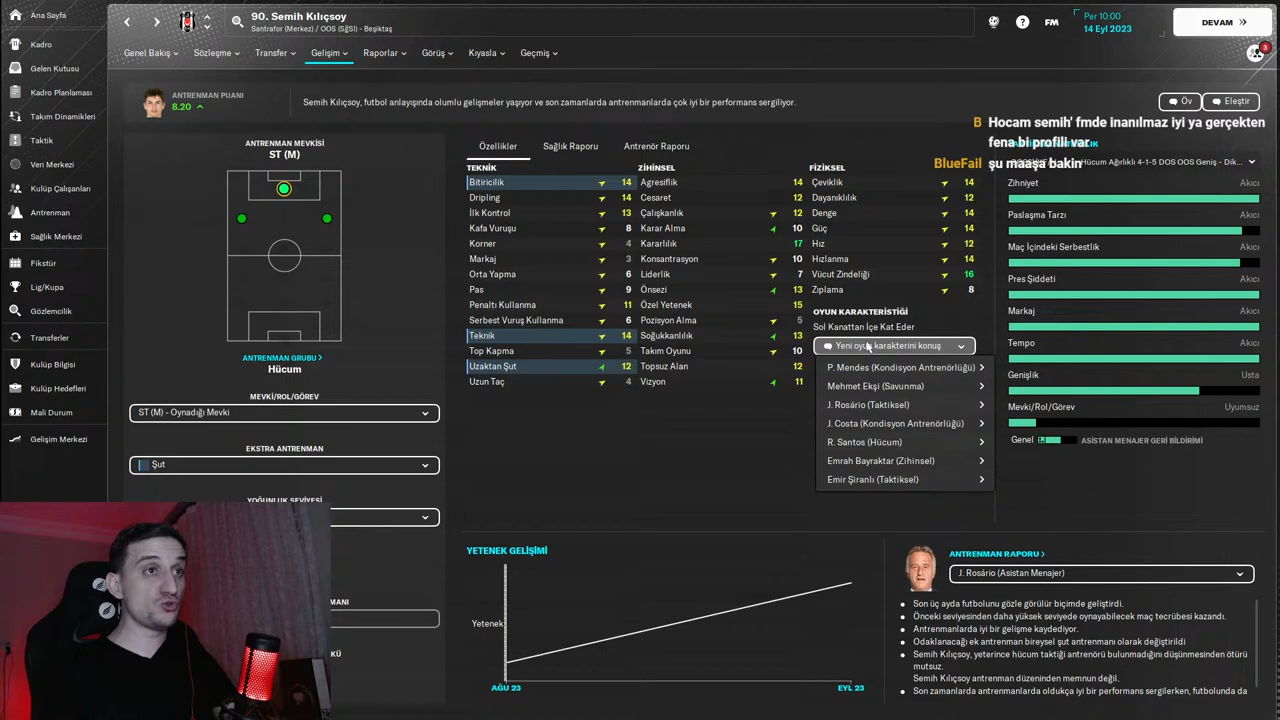 Ana Sayfa
Kadro
Gelen Kutusu
Kadro Planlaması
Takım Dinamikleri
Taktik
Veri Merkezi
Kulüp Çalışanları
Antrenman
Sağlık Merkezi
Fikstür
Lig/Kupa
Gözlemcilik
Transferler
Kulüp Bilgisi
Kulüp Hedefleri
Mali Durum
Gelişim Merkezi
90. Semih Kılıçsoy
Santrafor (Merkez) / OOS (SğSl) - Beşiktaş
FM
Per 10:00
14 Eyl 2023
DEVAM
3
Genel Bakış
Sözleşme
Transfer
Gelişim
Raporlar
Görüş
Kıyasla
Geçmiş
ANTRENMAN PUANI
8.20
Semih Kılıçsoy, futbol anlayışında olumlu gelişmeler yaşıyor ve son zamanlarda antrenmanlarda çok iyi bir performans sergiliyor.
Öv
Eleştir
B Hocam semih' fmde inanılmaz iyi ya gerçekten
fena bi profili var
BlueFail şu maaşa bakin
Hücum Ağırlıklı 4-1-5 DOS OOS Geniş - Dik...
ANTRENMAN MEVKİSİ
ST (M)
ANTRENMAN GRUBU
Hücum
MEVKİ/ROL/GÖREV
ST (M) - Oynadığı Mevki
EKSTRA ANTRENMAN
Şut
YOĞUNLUK SEVİYESİ
Özellikler
Sağlık Raporu
Antrenör Raporu
TEKNİK
Bitiricilik 14
Dripling 14
İlk Kontrol 13
Kafa Vuruşu 8
Korner 4
Markaj 3
Orta Yapma 6
Pas 9
Penaltı Kullanma 11
Serbest Vuruş Kullanma 6
Teknik 14
Top Kapma 5
Uzaktan Şut 12
Uzun Taç 4
ZİHİNSEL
Agresiflik 14
Cesaret 12
Çalışkanlık 12
Karar Alma 10
Kararlılık 17
Konsantrasyon 10
Liderlik 7
Önsezi 13
Özel Yetenek 15
Pozisyon Alma 5
Soğukkanlılık 13
Takım Oyunu 10
Topsuz Alan 12
Vizyon 11
FİZİKSEL
Çeviklik 14
Dayanıklılık 12
Denge 14
Güç 14
Hız 12
Hızlanma 14
Vücut Zindeliği 16
Zıplama 8
OYUN KARAKTERİSTİĞİ
Sol Kanattan İçe Kat Eder
Yeni oyun karakterini konuş
P. Mendes (Kondisyon Antrenörlüğü)
Mehmet Ekşi (Savunma)
J. Rosário (Taktiksel)
J. Costa (Kondisyon Antrenörlüğü)
R. Santos (Hücum)
Emrah Bayraktar (Zihinsel)
Emir Şiranlı (Taktiksel)
Zihniyet Akıcı
Paslaşma Tarzı Akıcı
Maç İçindeki Serbestlik Akıcı
Pres Şiddeti Akıcı
Markaj Akıcı
Tempo Akıcı
Genişlik Usta
Mevki/Rol/Görev Uyumsuz
Genel
ASİSTAN MENAJER GERİ BİLDİRİMİ
YETENEK GELİŞİMİ
Yetenek
AĞU 23
EYL 23
ANTRENMAN RAPORU
J. Rosário (Asistan Menajer)
Son üç ayda futbolunu gözle görülür biçimde geliştirdi.
Önceki seviyesinden daha yüksek seviyede oynayabilecek maç tecrübesi kazandı.
Antrenmanlarda iyi bir gelişme kaydediyor.
Odaklanacağı ek antrenman bireysel şut antrenmanı olarak değiştirildi
Semih Kılıçsoy, yeterince hücum taktiği antrenörü bulunmadığını düşünmesinden ötürü
mutsuz.
Semih Kılıçsoy antrenman düzeninden memnun değil.
Son zamanlarda antrenmanlarda oldukça iyi bir performans sergilerken, futbolunda da